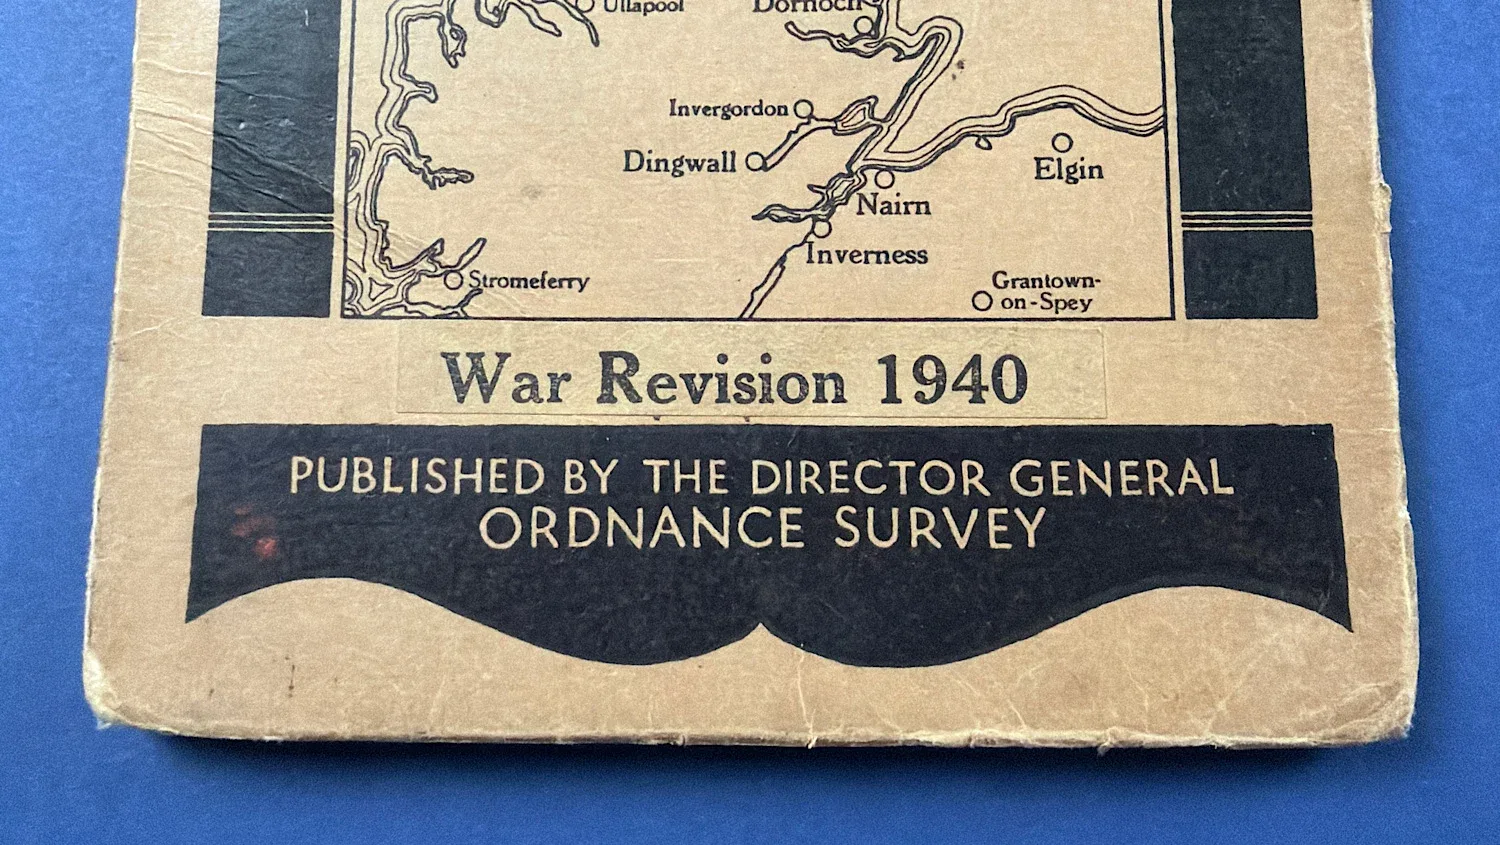 Ullapool
Dornoch
Invergordon
Dingwall
Elgin
Nairn
Inverness
Stromeferry
Grantown-
on-Spey
War Revision 1940
PUBLISHED BY THE DIRECTOR GENERAL
ORDNANCE SURVEY